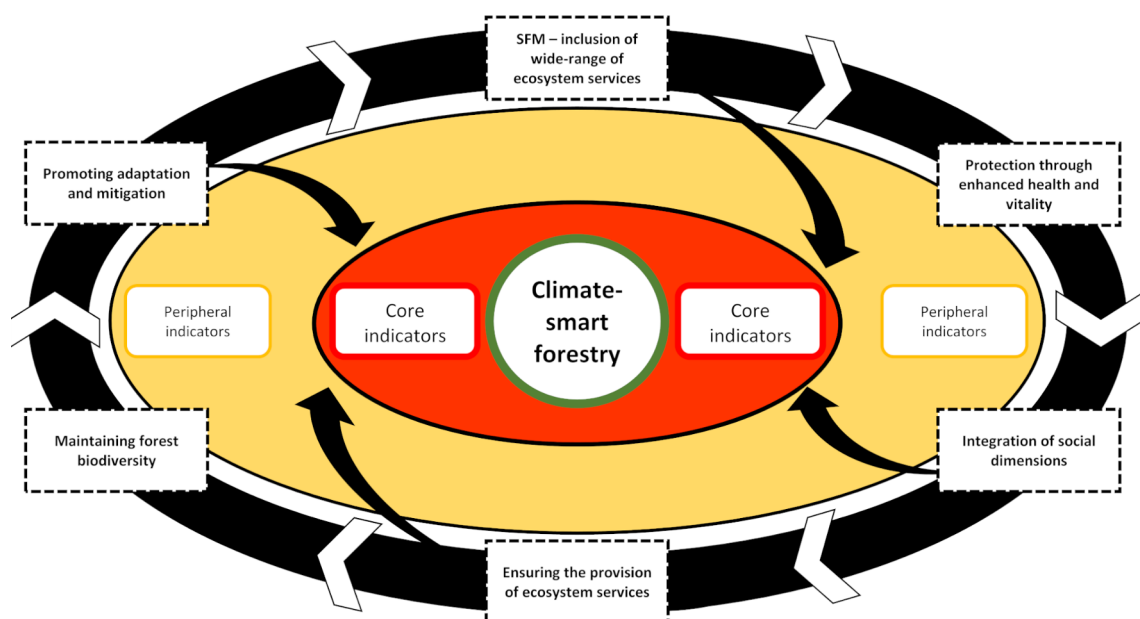 SFM – inclusion of
wide-range of
ecosystem services
Promoting adaptation
and mitigation
Protection through
enhanced health and
vitality
Peripheral
indicators
Core
indicators
Climate-
smart
forestry
Core
indicators
Peripheral
indicators
Maintaining forest
biodiversity
Integration of social
dimensions
Ensuring the provision
of ecosystem services